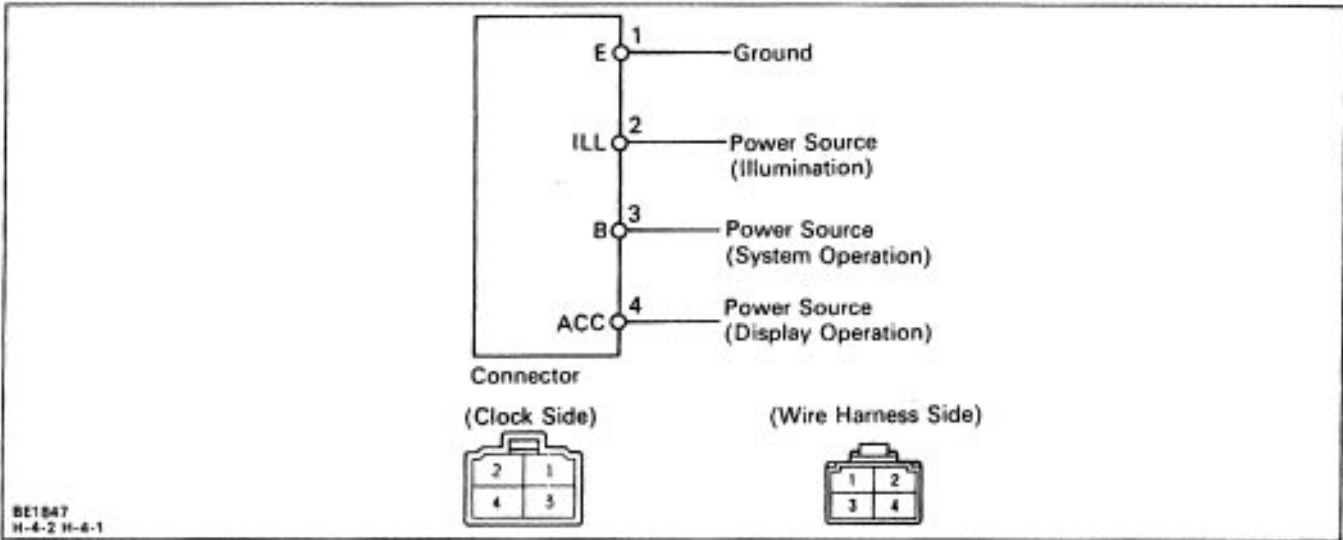 E 1 Ground
ILL 2 Power Source
(Illumination)
B 3 Power Source
(System Operation)
ACC 4 Power Source
(Display Operation)
Connector
(Clock Side) (Wire Harness Side)
2 1
4 3
1 2
3 4
BE1847
H-4-2 H-4-1